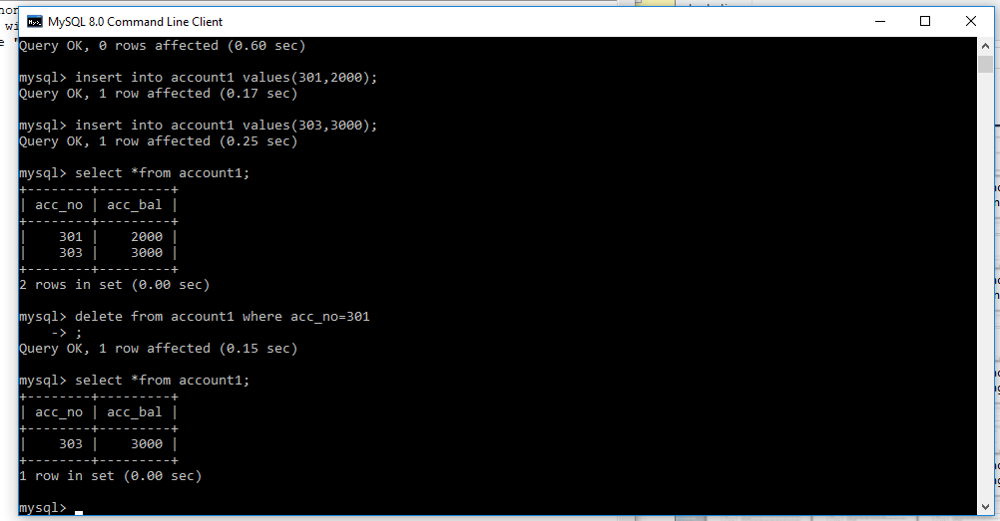 MySQL 8.0 Command Line Client
Query OK, 0 rows affected (0.60 sec)
mysql> insert into account1 values(301,2000);
Query OK, 1 row affected (0.17 sec)
mysql> insert into account1 values(303,3000);
Query OK, 1 row affected (0.25 sec)
mysql> select *from account1;
+--------+---------+
| acc_no | acc_bal |
+--------+---------+
|    301 |    2000 |
|    303 |    3000 |
+--------+---------+
2 rows in set (0.00 sec)
mysql> delete from account1 where acc_no=301
    -> ;
Query OK, 1 row affected (0.15 sec)
mysql> select *from account1;
+--------+---------+
| acc_no | acc_bal |
+--------+---------+
|    303 |    3000 |
+--------+---------+
1 row in set (0.00 sec)
mysql>